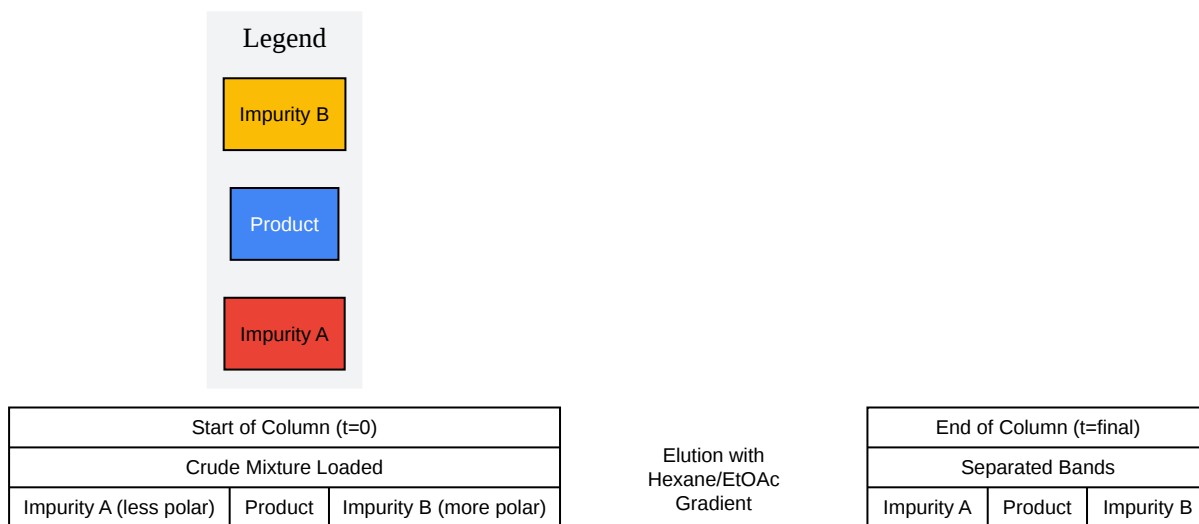 Legend
Impurity B
Product
Impurity A
Start of Column (t=0)
Crude Mixture Loaded
Impurity A (less polar)
Product
Impurity B (more polar)
Elution with
Hexane/EtOAc
Gradient
End of Column (t=final)
Separated Bands
Impurity A
Product
Impurity B